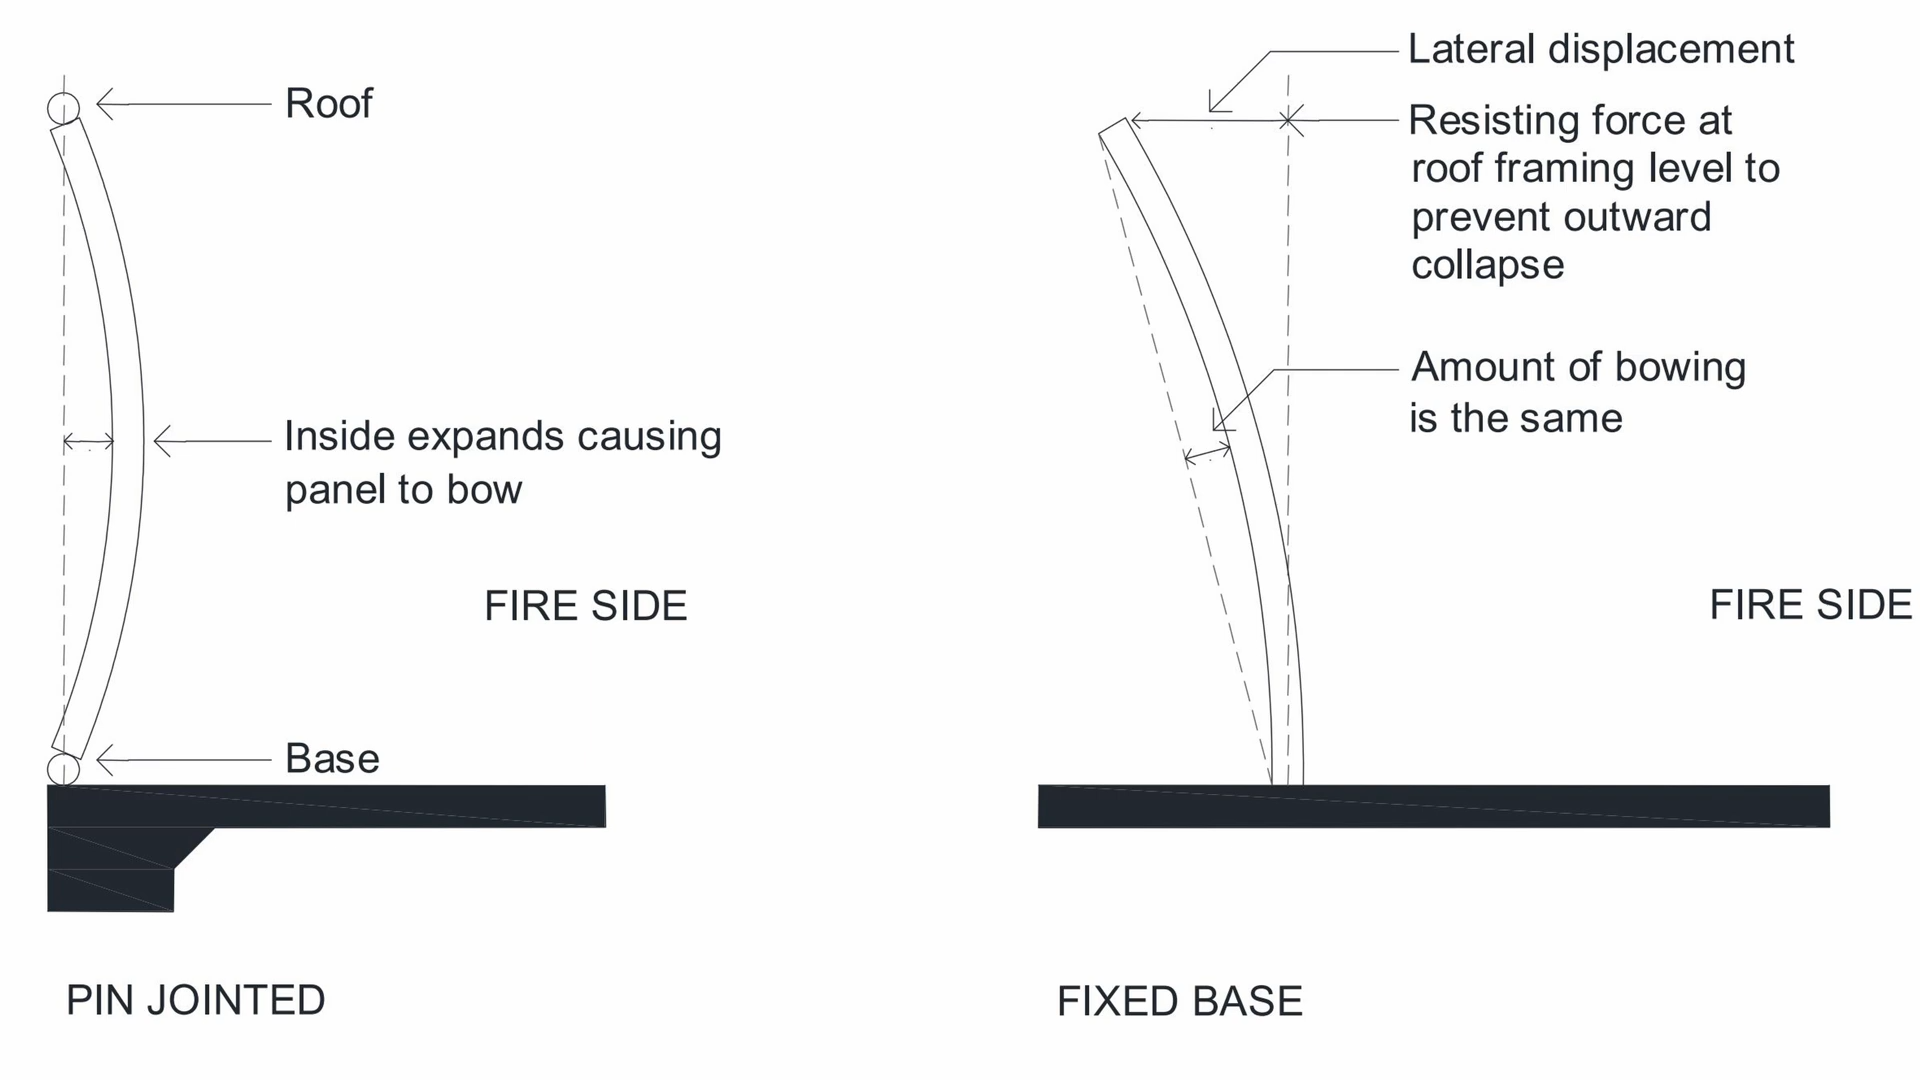 Roof
Inside expands causing
panel to bow
FIRE SIDE
Base
PIN JOINTED
Lateral displacement
Resisting force at
roof framing level to
prevent outward
collapse
Amount of bowing
is the same
FIRE SIDE
FIXED BASE